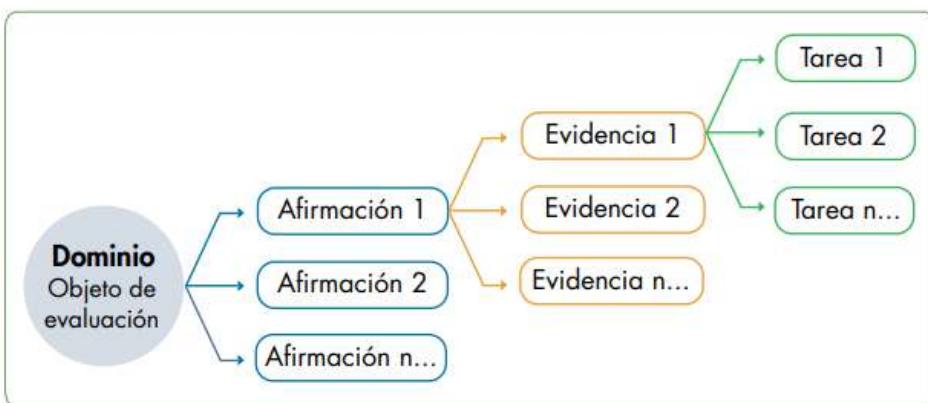 Dominio
Objeto de
evaluación
Afirmación 1
Afirmación 2
Afirmación n...
Evidencia 1
Evidencia 2
Evidencia n...
Tarea 1
Tarea 2
Tarea n...